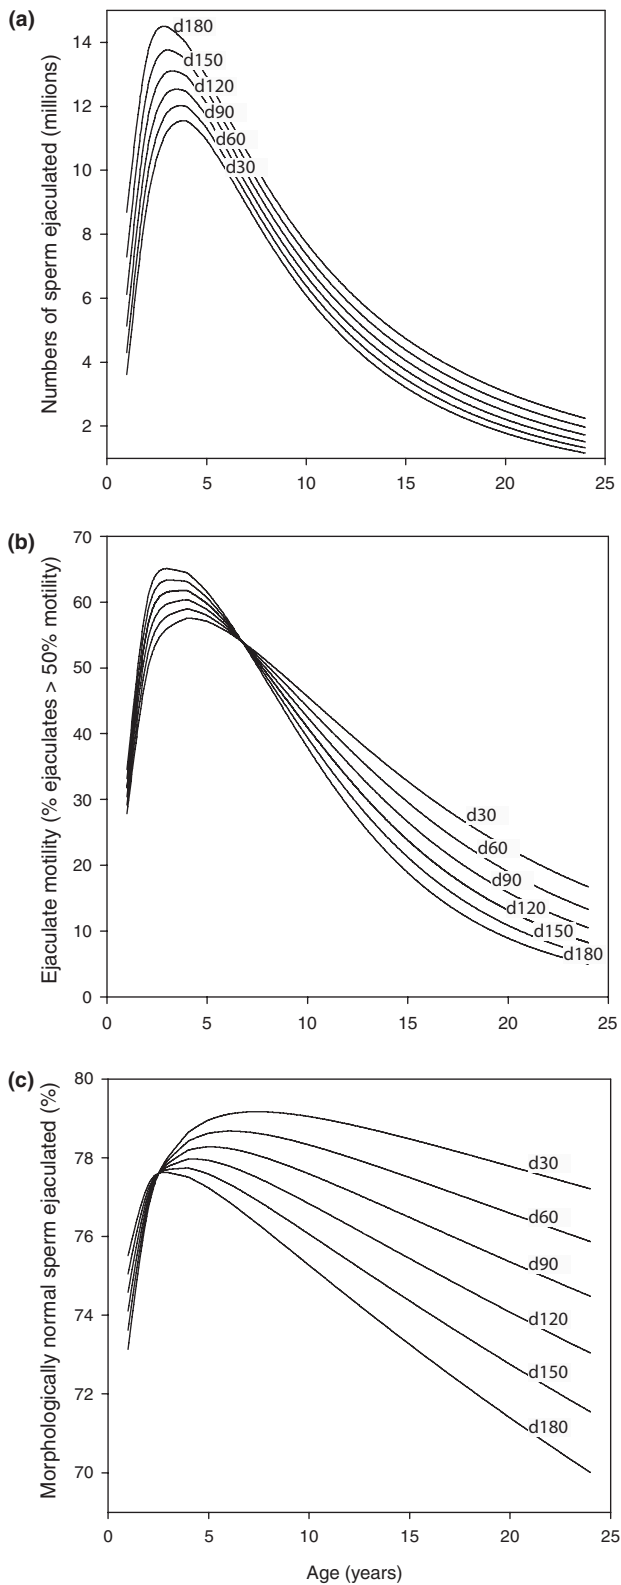 (a)
Numbers of sperm ejaculated (millions)
14
12
10
8
6
4
2
d180
d150
d120
d90
d60
d30
0 5 10 15 20 25
(b)
Ejaculate motility (% ejaculates > 50% motility)
70
60
50
40
30
20
10
0
d30
d60
d90
d120
d150
d180
0 5 10 15 20 25
(c)
Morphologically normal sperm ejaculated (%)
80
78
76
74
72
70
d30
d60
d90
d120
d150
d180
0 5 10 15 20 25
Age (years)